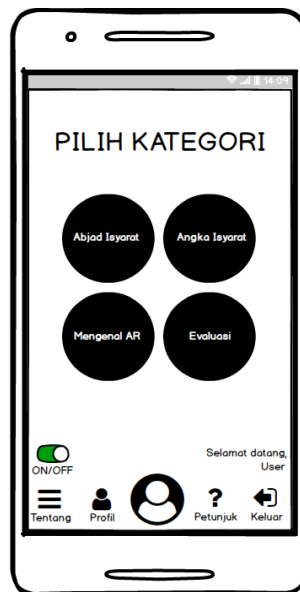 14:09
PILIH KATEGORI
Abjad Isyarat
Angka Isyarat
Mengenal AR
Evaluasi
ON/OFF
Selamat datang,
User
Tentang
Profil
?
Petunjuk
Keluar